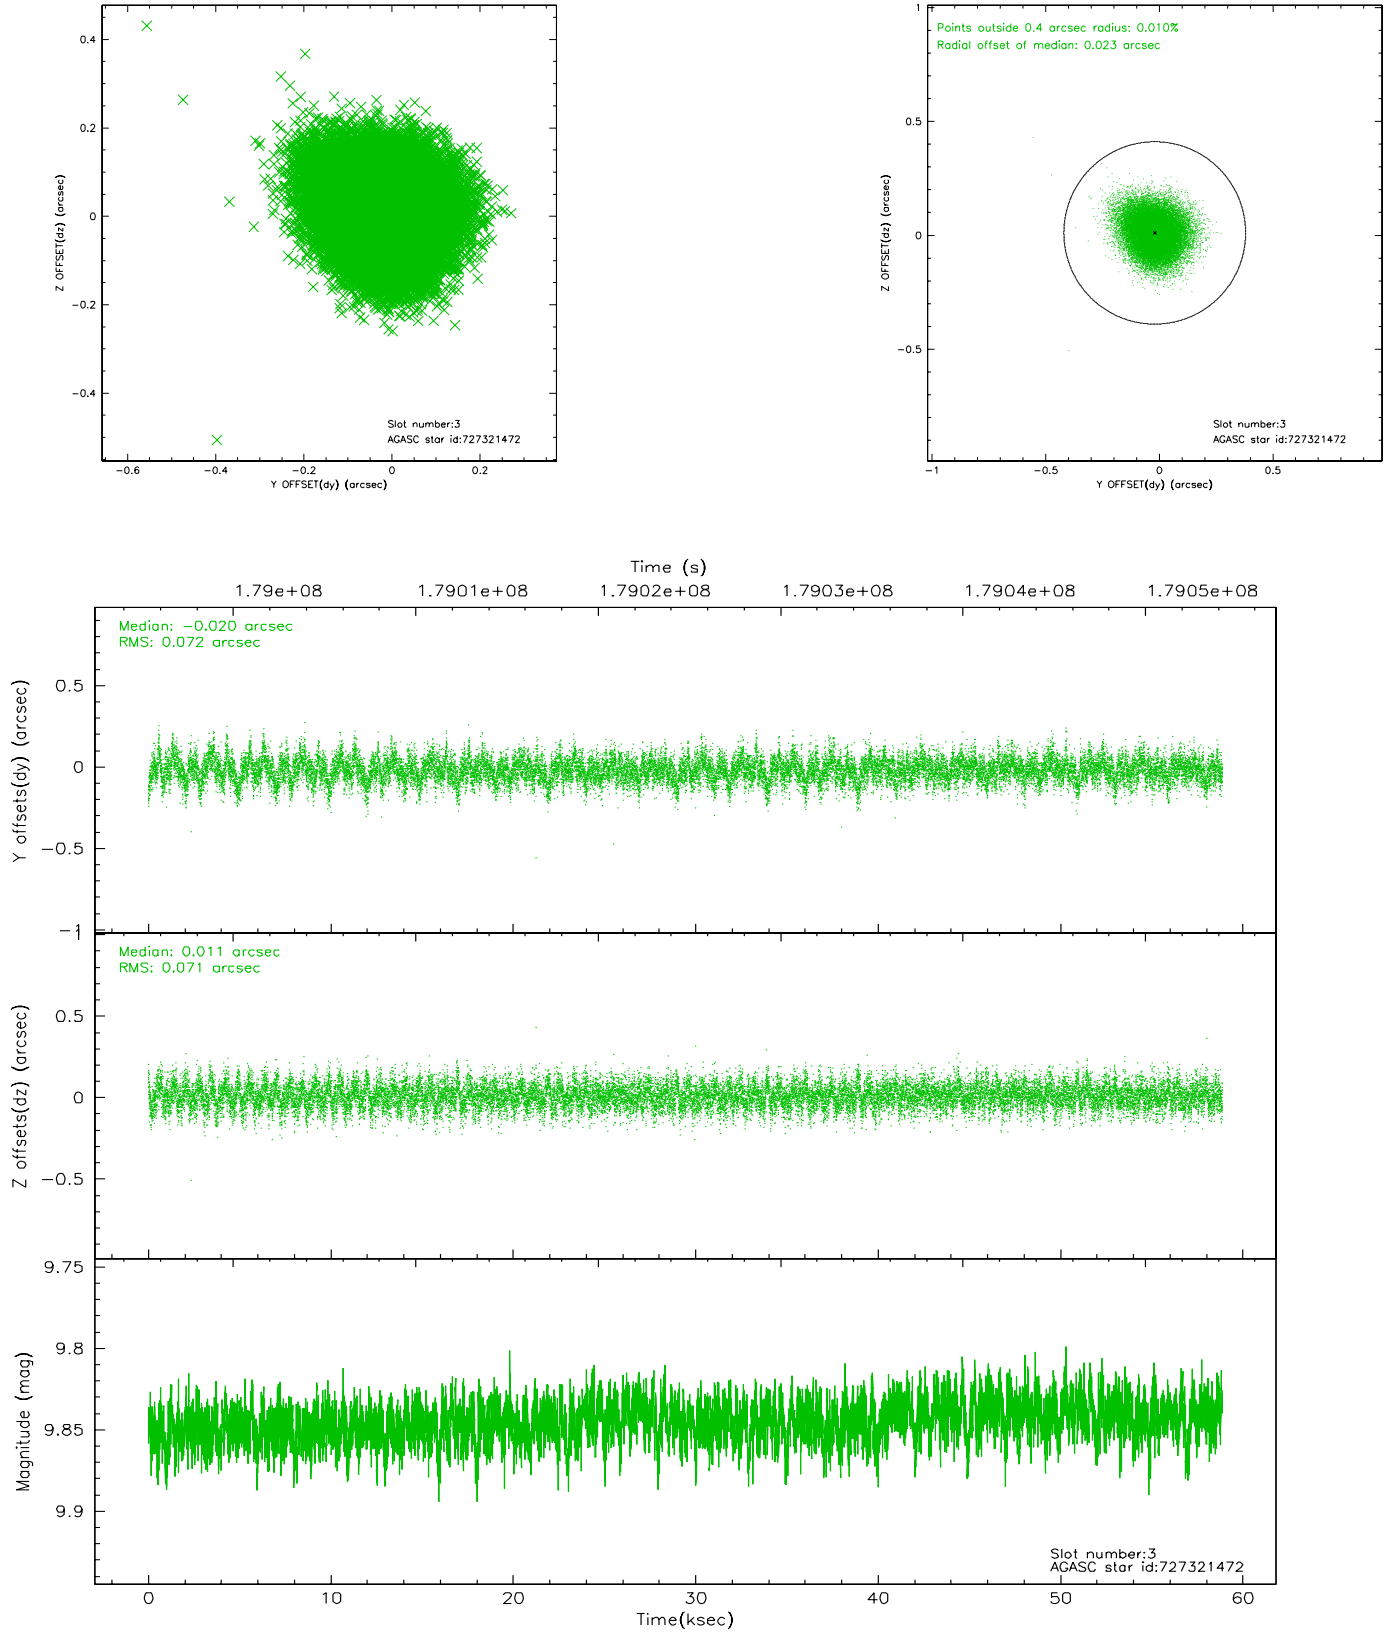 0.4
0.2
0
−0.2
−0.4
Z OFFSET(dz) (arcsec)
Slot number:3
AGASC star id:727321472
−0.6 −0.4 −0.2 0 0.2
Y OFFSET(dy) (arcsec)
Points outside 0.4 arcsec radius: 0.010%
Radial offset of median: 0.023 arcsec
1
0.5
0
−0.5
Z OFFSET(dz) (arcsec)
Slot number:3
AGASC star id:727321472
−1 −0.5 0 0.5
Y OFFSET(dy) (arcsec)
Time (s)
1.79e+08 1.7901e+08 1.7902e+08 1.7903e+08 1.7904e+08 1.7905e+08
Median: −0.020 arcsec
RMS: 0.072 arcsec
0.5
0
−0.5
−1
Y offsets(dy) (arcsec)
Median: 0.011 arcsec
RMS: 0.071 arcsec
1
0.5
0
−0.5
Z offsets(dz) (arcsec)
9.75
9.8
9.85
9.9
Magnitude (mag)
Slot number:3
AGASC star id:727321472
0 10 20 30 40 50 60
Time(ksec)